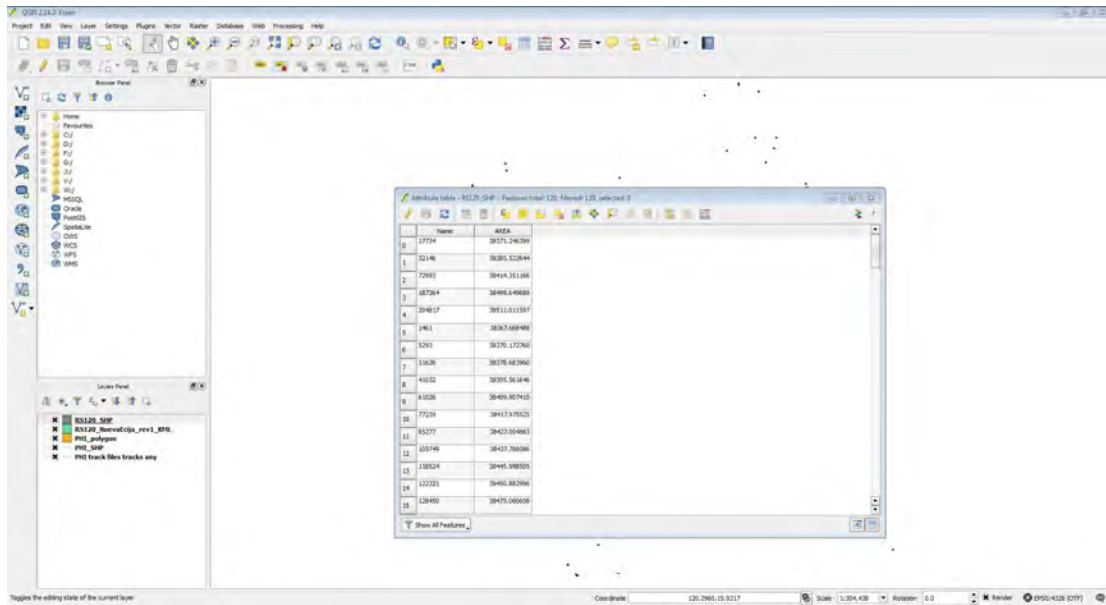 QGIS 2.14.2-Essen
Project Edit View Layer Settings Plugins Vector Raster Database Web Processing Help
Browser Panel
Home
Favourites
C:/
D:/
F:/
G:/
MSSQL
Oracle
PostGIS
SpatiaLite
OWS
WCS
WFS
WMS
Layers Panel
RS120_SHP
RS120_NuevaEcija_rev1_KML
PHI_polygon
PHI_SHP
PHI track files tracks any
Attribute table - RS120_SHP :: Features total: 120, filtered: 120, selected: 0
Name AREA
0 17734 38371.246399
1 32146 38385.522644
2 72993 38414.351166
3 187364 38499.649689
4 204817 38511.011597
5 1461 38367.668488
6 5293 38370.172760
7 11626 38378.683960
8 41032 38395.561646
9 61026 38409.907410
10 77239 38417.975525
11 85277 38427.004883
12 105749 38437.788086
13 118524 38445.998505
14 122321 38450.882996
15 128450 38475.060608
Show All Features
Toggles the editing state of the current layer
Coordinate 120.2960,15.9217 Scale 1:304,438 Rotation 0.0 Render EPSG:4326 (OTF)